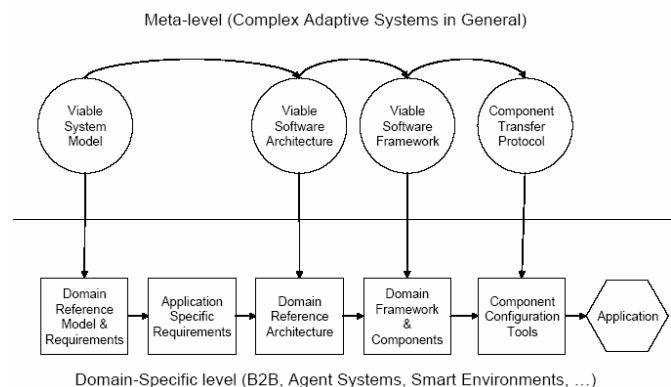 Meta-level (Complex Adaptive Systems in General)
Viable
System
Model
Viable
Software
Architecture
Viable
Software
Framework
Component
Transfer
Protocol
Domain
Reference
Model &
Requirements
Application
Specific
Requirements
Domain
Reference
Architecture
Domain
Framework
&
Components
Component
Configuration
Tools
Application
Domain-Specific level (B2B, Agent Systems, Smart Environments, ...)